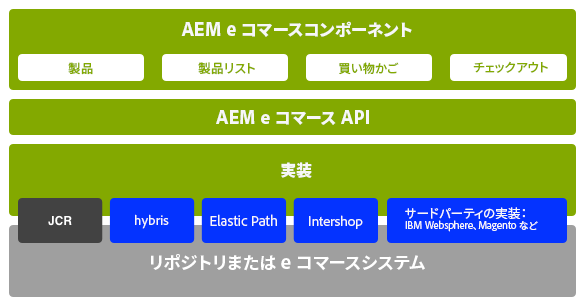 AEM e コマースコンポーネント
製品
製品リスト
買い物かご
チェックアウト
AEM e コマース API
実装
JCR
hybris
Elastic Path
Intershop
サードパーティの実装：
IBM Websphere、Magento など
リポジトリまたは e コマースシステム